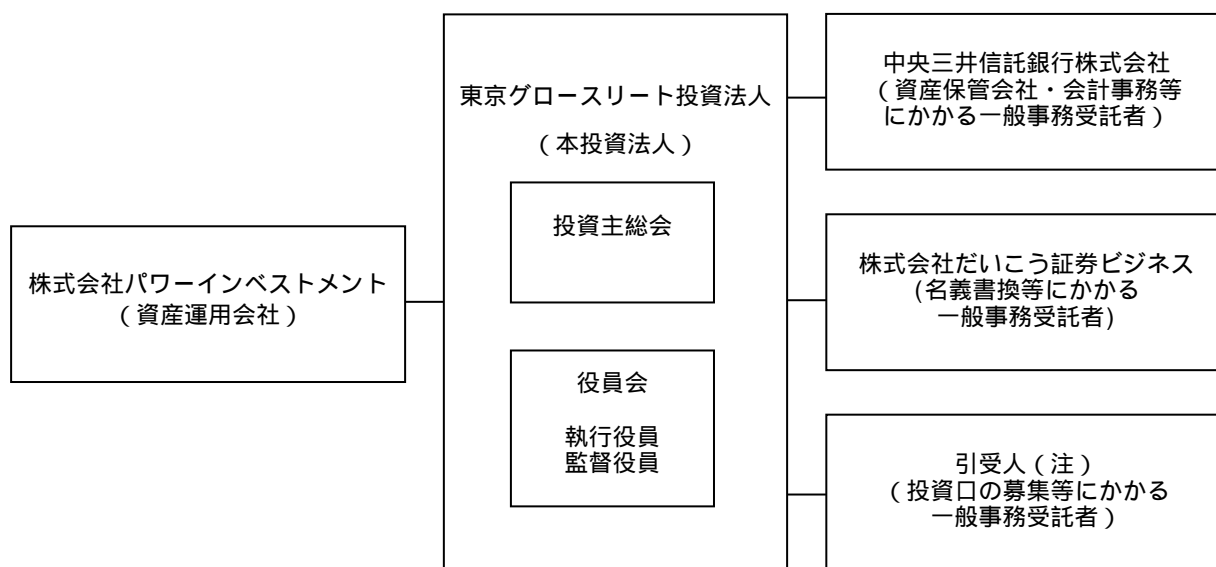 株式会社パワーインベストメント
（資産運用会社）
東京グロースリート投資法人
（本投資法人）
投資主総会
役員会
執行役員
監督役員
中央三井信託銀行株式会社
（資産保管会社・会計事務等
にかかる一般事務受託者）
株式会社だいこう証券ビジネス
(名義書換等にかかる
一般事務受託者)
引受人（注）
（投資口の募集等にかかる
一般事務受託者）